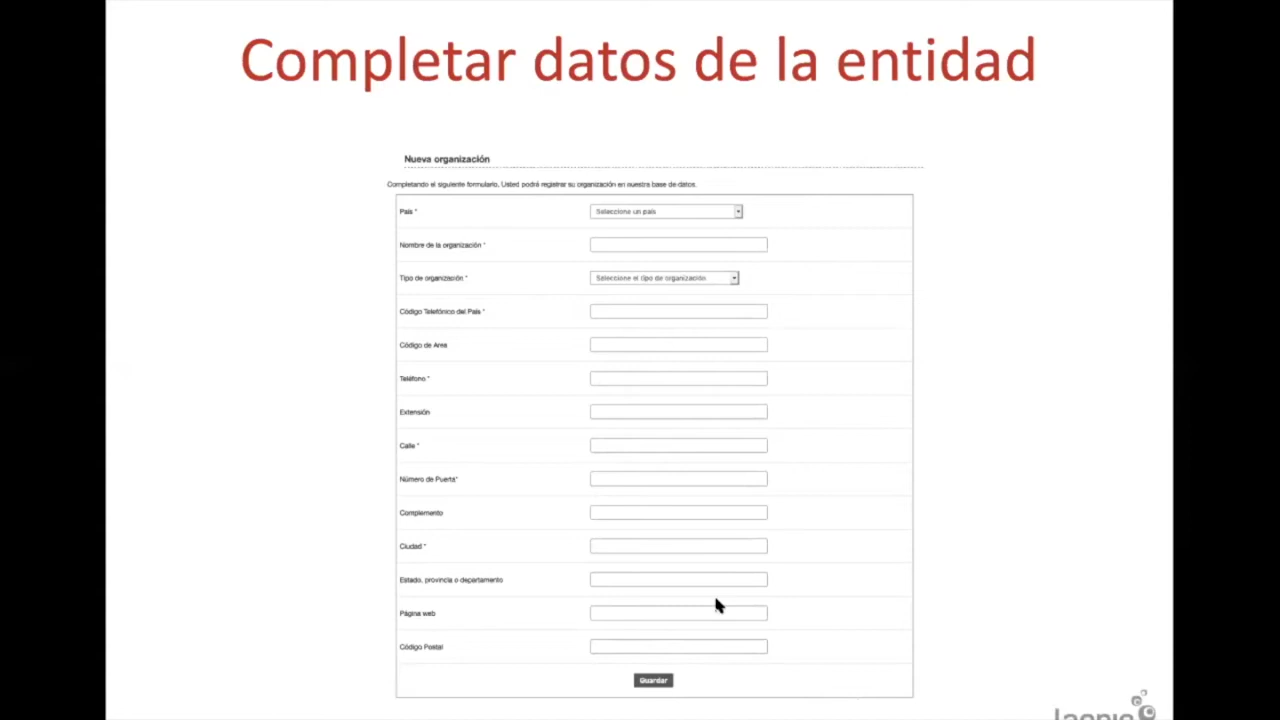 Completar datos de la entidad
Nueva organización
Completando el siguiente formulario, Usted podrá registrar su organización en nuestra base de datos.
País *
Seleccione un país
Nombre de la organización *
Tipo de organización *
Seleccione el tipo de organización
Código Telefónico del País *
Código de Area
Teléfono *
Extensión
Calle *
Número de Puerta*
Complemento
Ciudad *
Estado, provincia o departamento
Página web
Código Postal
Guardar